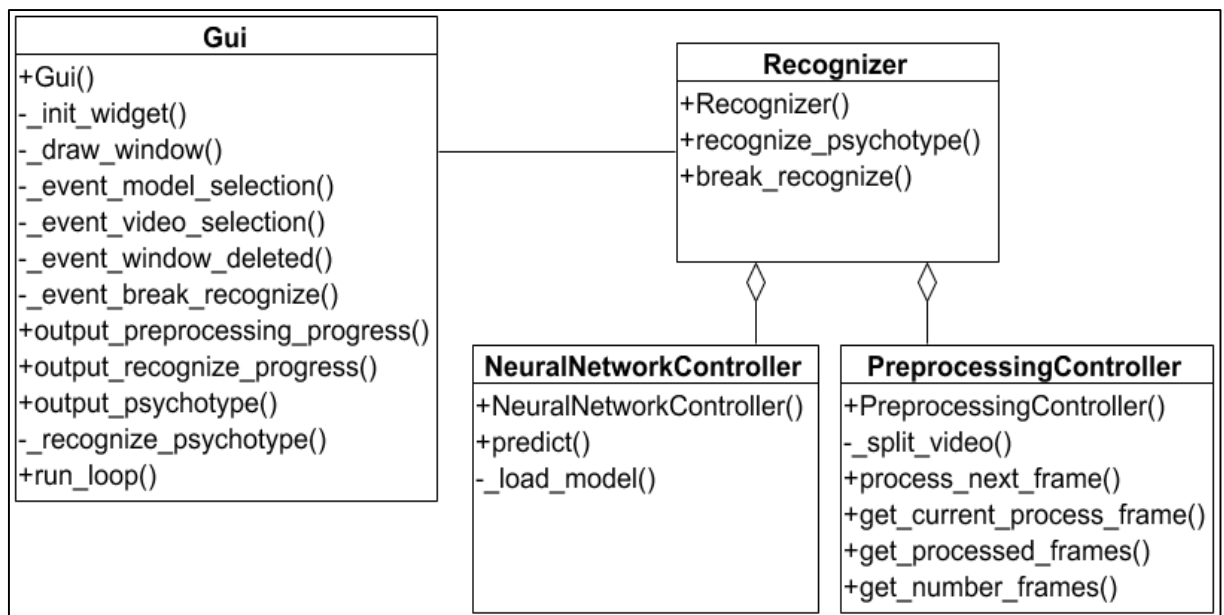 Gui
+Gui()
-_init_widget()
-_draw_window()
-_event_model_selection()
-_event_video_selection()
-_event_window_deleted()
-_event_break_recognize()
+output_preprocessing_progress()
+output_recognize_progress()
+output_psychotype()
-_recognize_psychotype()
+run_loop()
Recognizer
+Recognizer()
+recognize_psychotype()
+break_recognize()
NeuralNetworkController
+NeuralNetworkController()
+predict()
-_load_model()
PreprocessingController
+PreprocessingController()
-_split_video()
+process_next_frame()
+get_current_process_frame()
+get_processed_frames()
+get_number_frames()